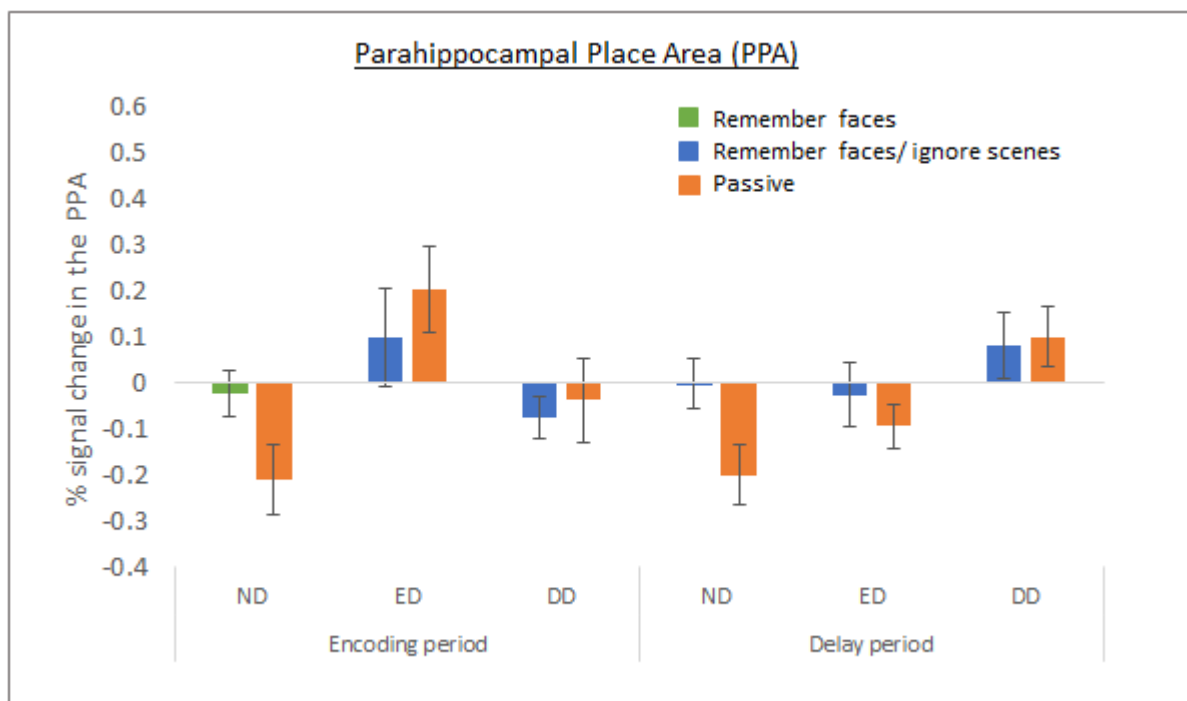 Parahippocampal Place Area (PPA)
% signal change in the PPA
0.6
0.5
0.4
0.3
0.2
0.1
0
-0.1
-0.2
-0.3
-0.4
Remember faces
Remember faces/ ignore scenes
Passive
ND ED DD ND ED DD
Encoding period Delay period